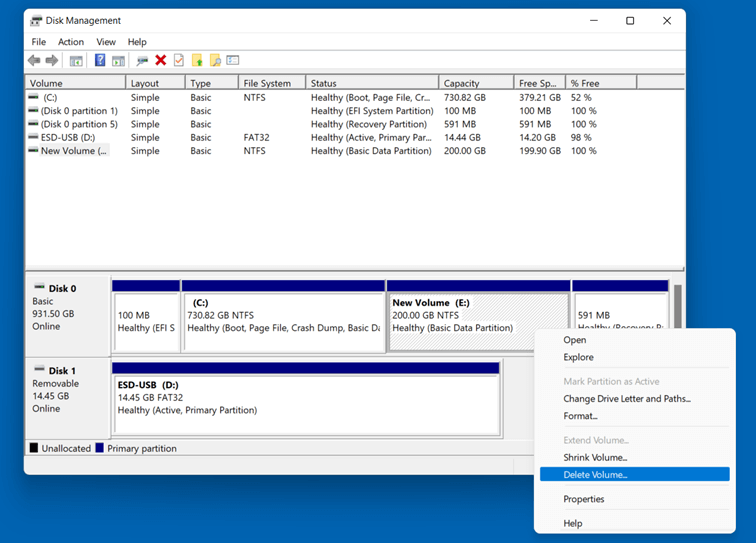 Disk Management
File Action View Help
Volume Layout Type File System Status Capacity Free Sp... % Free
(C:) Simple Basic NTFS Healthy (Boot, Page File, Cr... 730.82 GB 379.21 GB 52 %
(Disk 0 partition 1) Simple Basic Healthy (EFI System Partition) 100 MB 100 MB 100 %
(Disk 0 partition 5) Simple Basic Healthy (Recovery Partition) 591 MB 591 MB 100 %
ESD-USB (D:) Simple Basic FAT32 Healthy (Active, Primary Par... 14.44 GB 14.20 GB 98 %
New Volume (... Simple Basic NTFS Healthy (Basic Data Partition) 200.00 GB 199.90 GB 100 %
Disk 0
Basic
931.50 GB
Online
100 MB
Healthy (EFI S
(C:)
730.82 GB NTFS
Healthy (Boot, Page File, Crash Dump, Basic Da
New Volume (E:)
200.00 GB NTFS
Healthy (Basic Data Partition)
591 MB
Healthy (Recovery
Disk 1
Removable
14.45 GB
Online
ESD-USB (D:)
14.45 GB FAT32
Healthy (Active, Primary Partition)
Unallocated Primary partition
Open
Explore
Mark Partition as Active
Change Drive Letter and Paths...
Format...
Extend Volume...
Shrink Volume...
Delete Volume...
Properties
Help